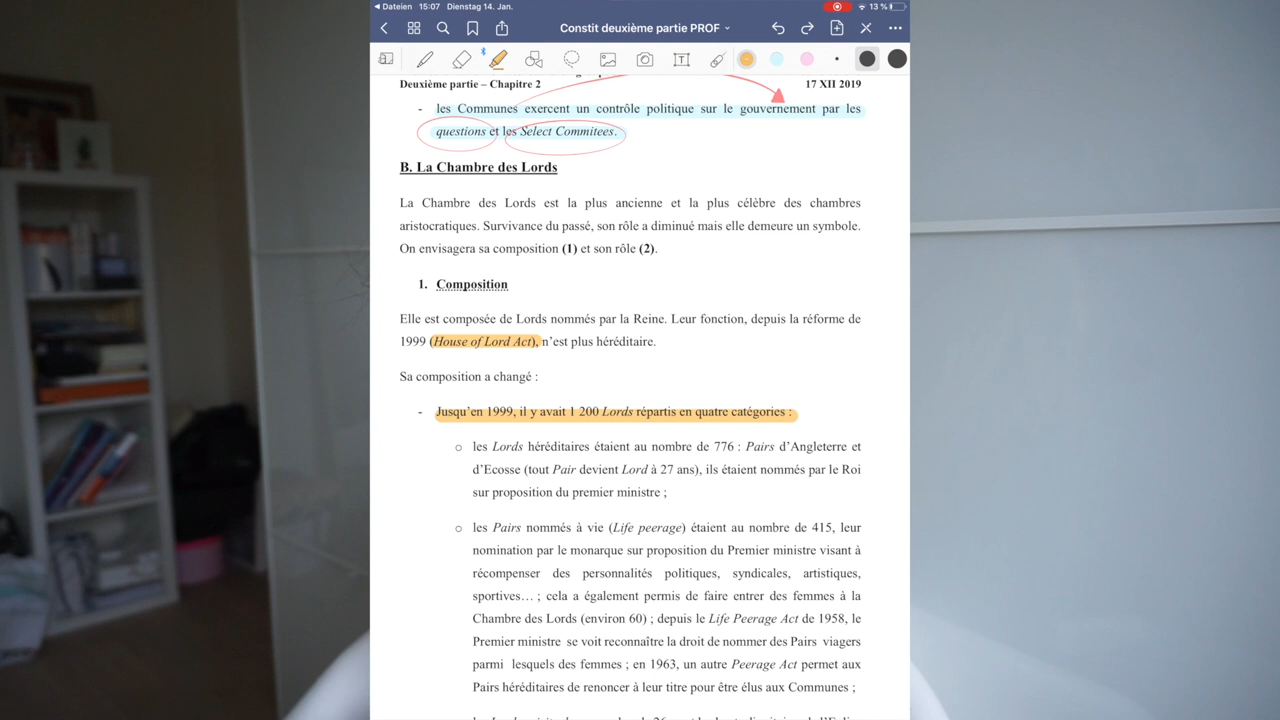 Dateien 15:07 Dienstag 14. Jan. 13 %
Constit deuxième partie PROF
Deuxième partie – Chapitre 2 17 XII 2019
- les Communes exercent un contrôle politique sur le gouvernement par les
questions et les Select Commitees.
B. La Chambre des Lords
La Chambre des Lords est la plus ancienne et la plus célèbre des chambres
aristocratiques. Survivance du passé, son rôle a diminué mais elle demeure un symbole.
On envisagera sa composition (1) et son rôle (2).
1. Composition
Elle est composée de Lords nommés par la Reine. Leur fonction, depuis la réforme de
1999 (House of Lord Act), n’est plus héréditaire.
Sa composition a changé :
- Jusqu’en 1999, il y avait 1 200 Lords répartis en quatre catégories :
o les Lords héréditaires étaient au nombre de 776 : Pairs d’Angleterre et
d’Ecosse (tout Pair devient Lord à 27 ans), ils étaient nommés par le Roi
sur proposition du premier ministre ;
o les Pairs nommés à vie (Life peerage) étaient au nombre de 415, leur
nomination par le monarque sur proposition du Premier ministre visant à
récompenser des personnalités politiques, syndicales, artistiques,
sportives… ; cela a également permis de faire entrer des femmes à la
Chambre des Lords (environ 60) ; depuis le Life Peerage Act de 1958, le
Premier ministre se voit reconnaître la droit de nommer des Pairs viagers
parmi lesquels des femmes ; en 1963, un autre Peerage Act permet aux
Pairs héréditaires de renoncer à leur titre pour être élus aux Communes ;